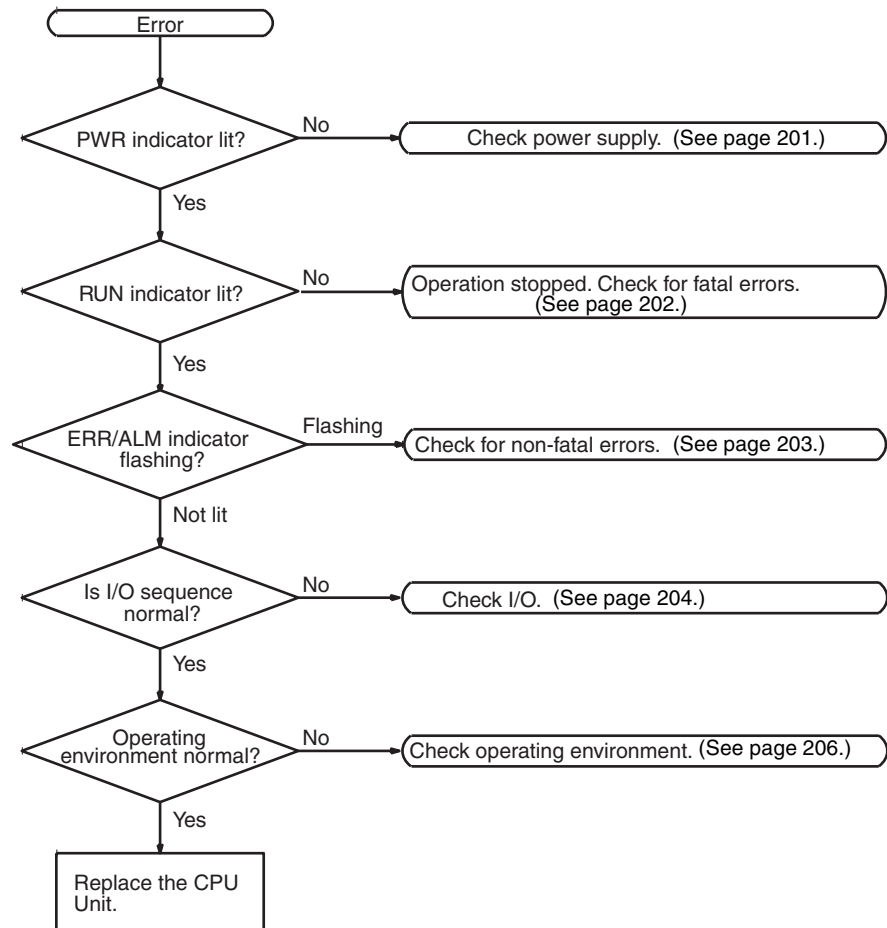 Error
PWR indicator lit?
No
Check power supply. (See page 201.)
Yes
RUN indicator lit?
No
Operation stopped. Check for fatal errors.
(See page 202.)
Yes
ERR/ALM indicator
flashing?
Flashing
Check for non-fatal errors. (See page 203.)
Not lit
Is I/O sequence
normal?
No
Check I/O. (See page 204.)
Yes
Operating
environment normal?
No
Check operating environment. (See page 206.)
Yes
Replace the CPU
Unit.